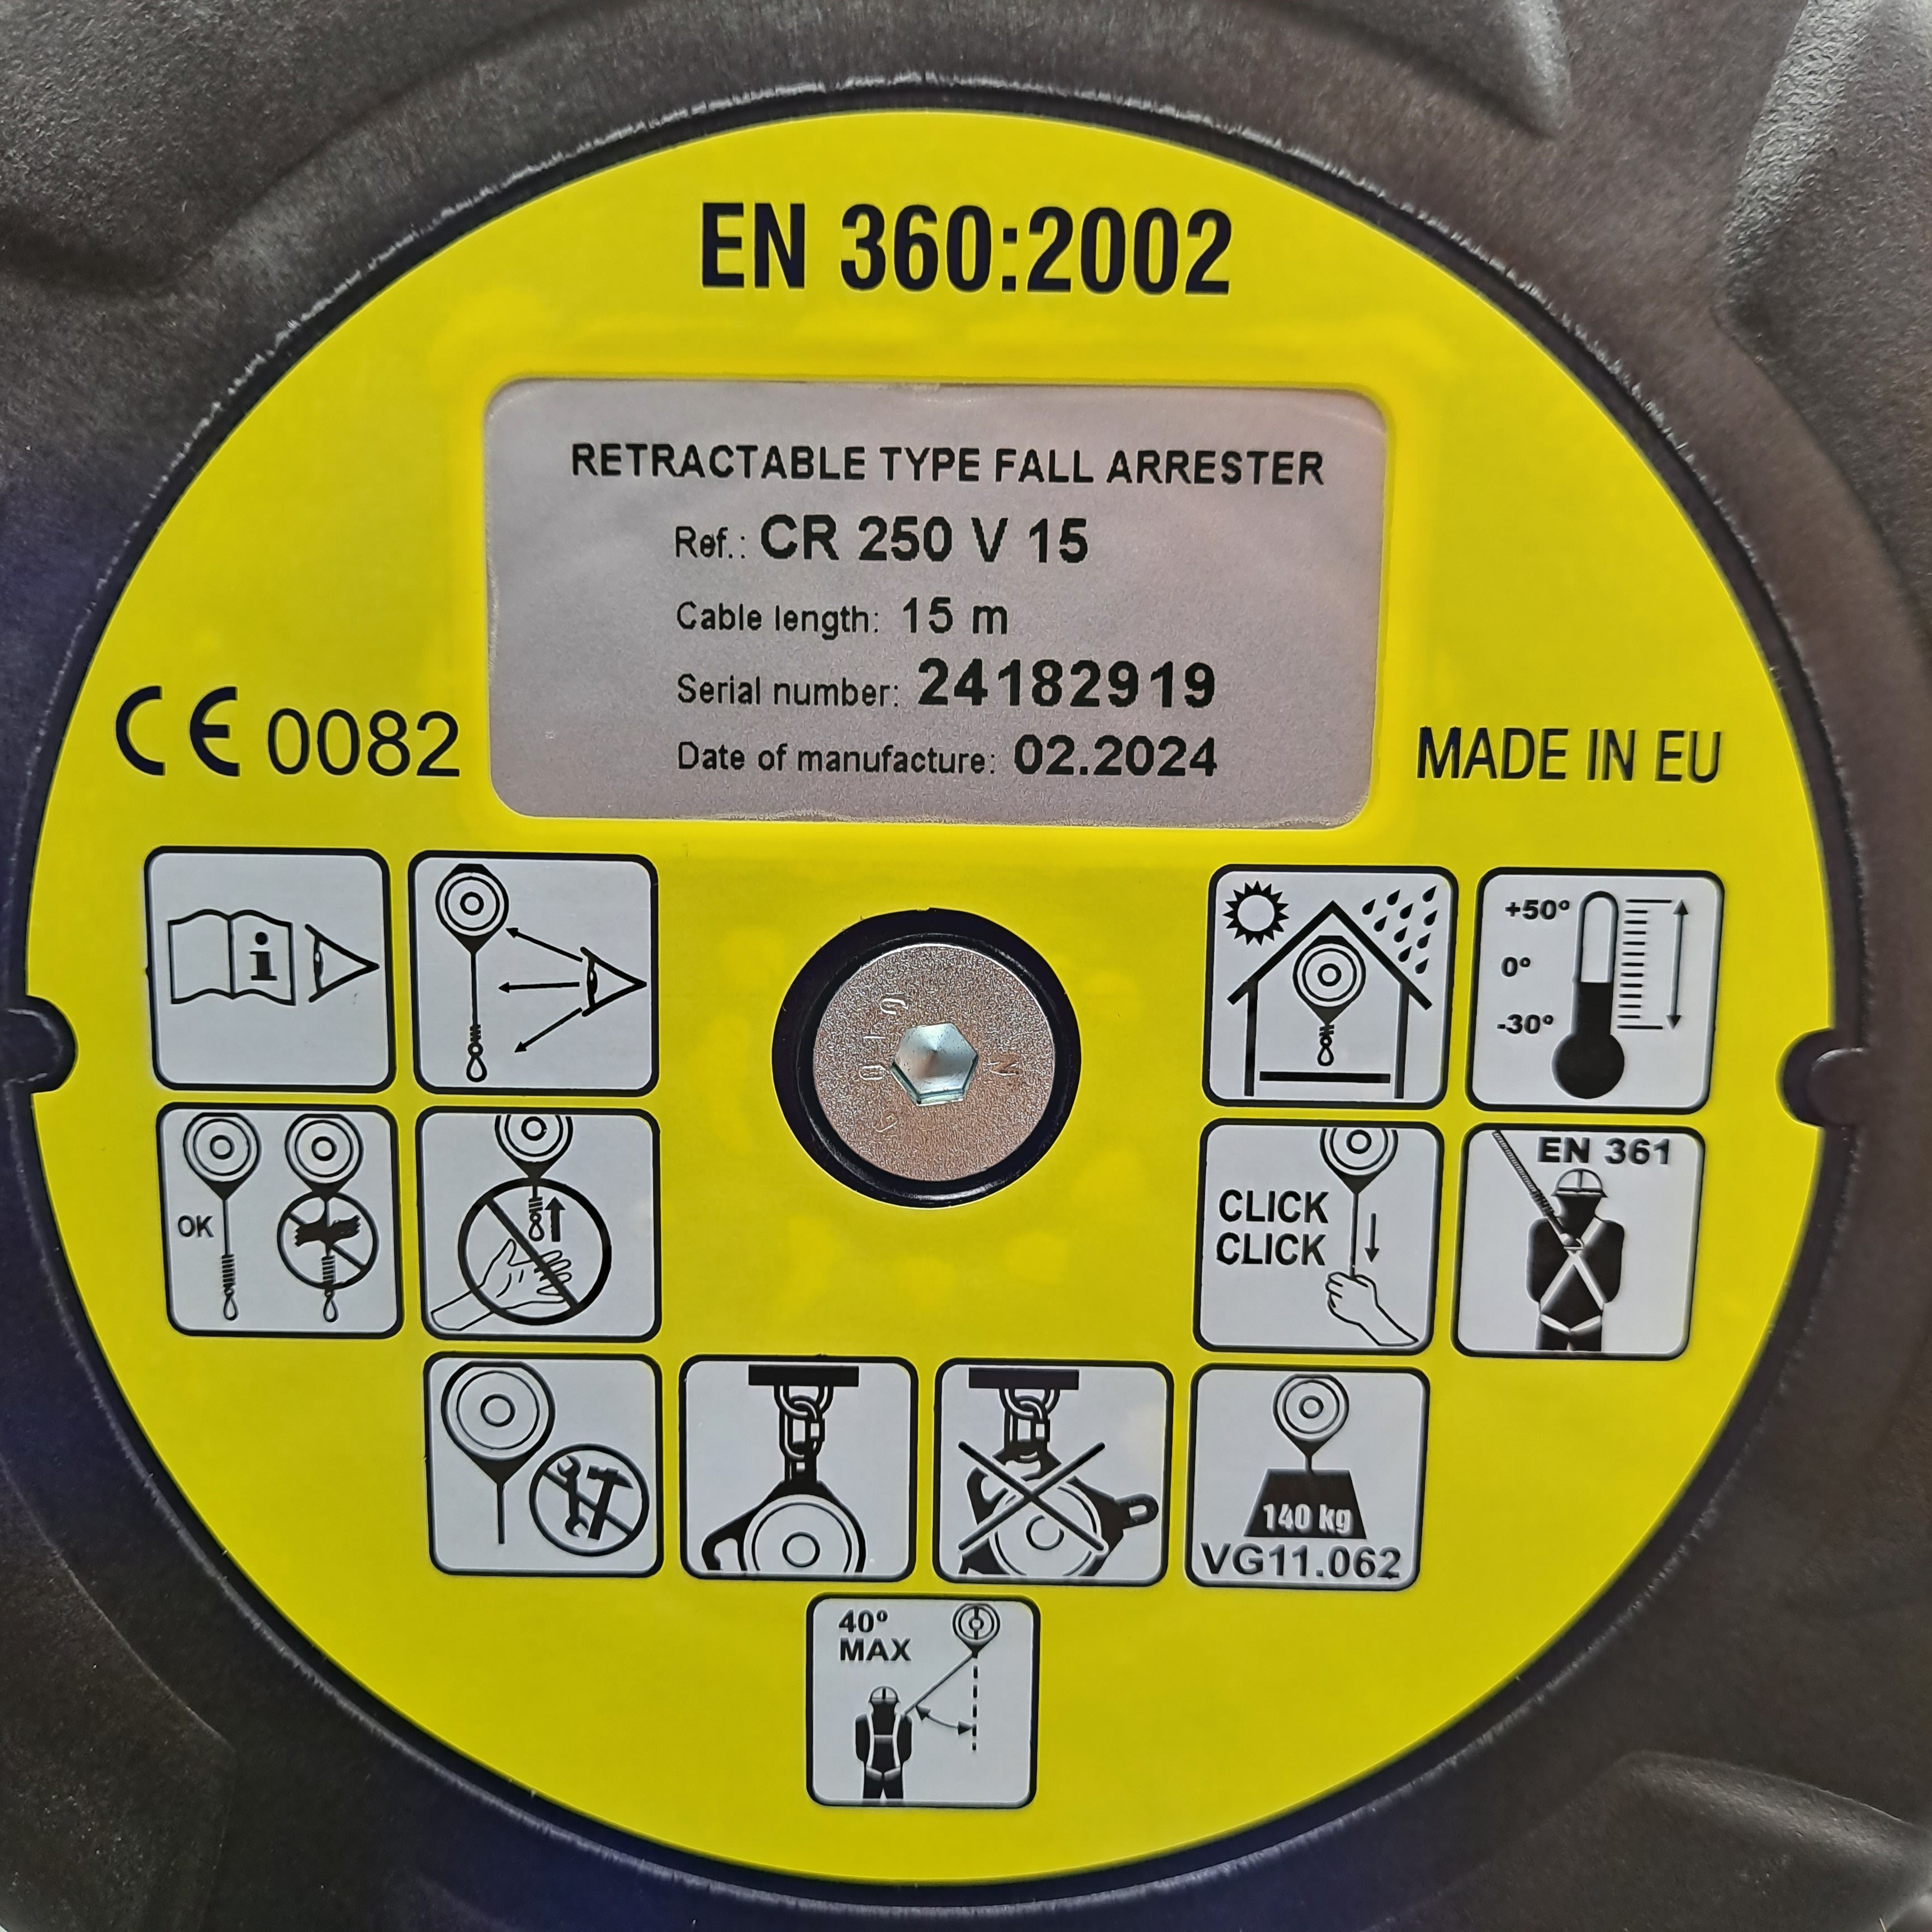 EN 360:2002
RETRACTABLE TYPE FALL ARRESTER
Ref.: CR 250 V 15
Cable length: 15 m
Serial number: 24182919
Date of manufacture: 02.2024
CE 0082
MADE IN EU
i
+50°
0°
-30°
OK
CLICK
CLICK
EN 361
140 kg
VG11.062
40°
MAX